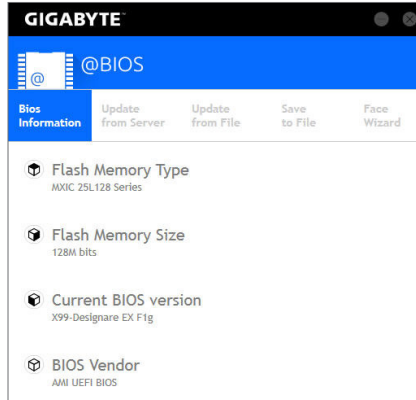 GIGABYTE™
@BIOS
@
Bios Information
Update from Server
Update from File
Save to File
Face Wizard
Flash Memory Type
MXIC 25L128 Series
Flash Memory Size
128M bits
Current BIOS version
X99-Designare EX F1g
BIOS Vendor
AMI UEFI BIOS